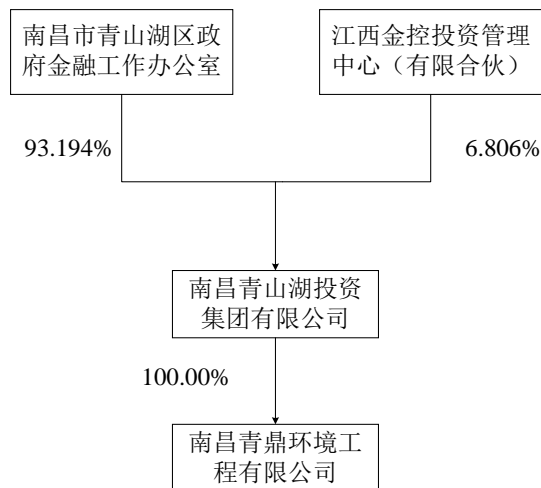 南昌市青山湖区政
府金融工作办公室
江西金控投资管理
中心（有限合伙）
93.194%
6.806%
南昌青山湖投资
集团有限公司
100.00%
南昌青鼎环境工
程有限公司